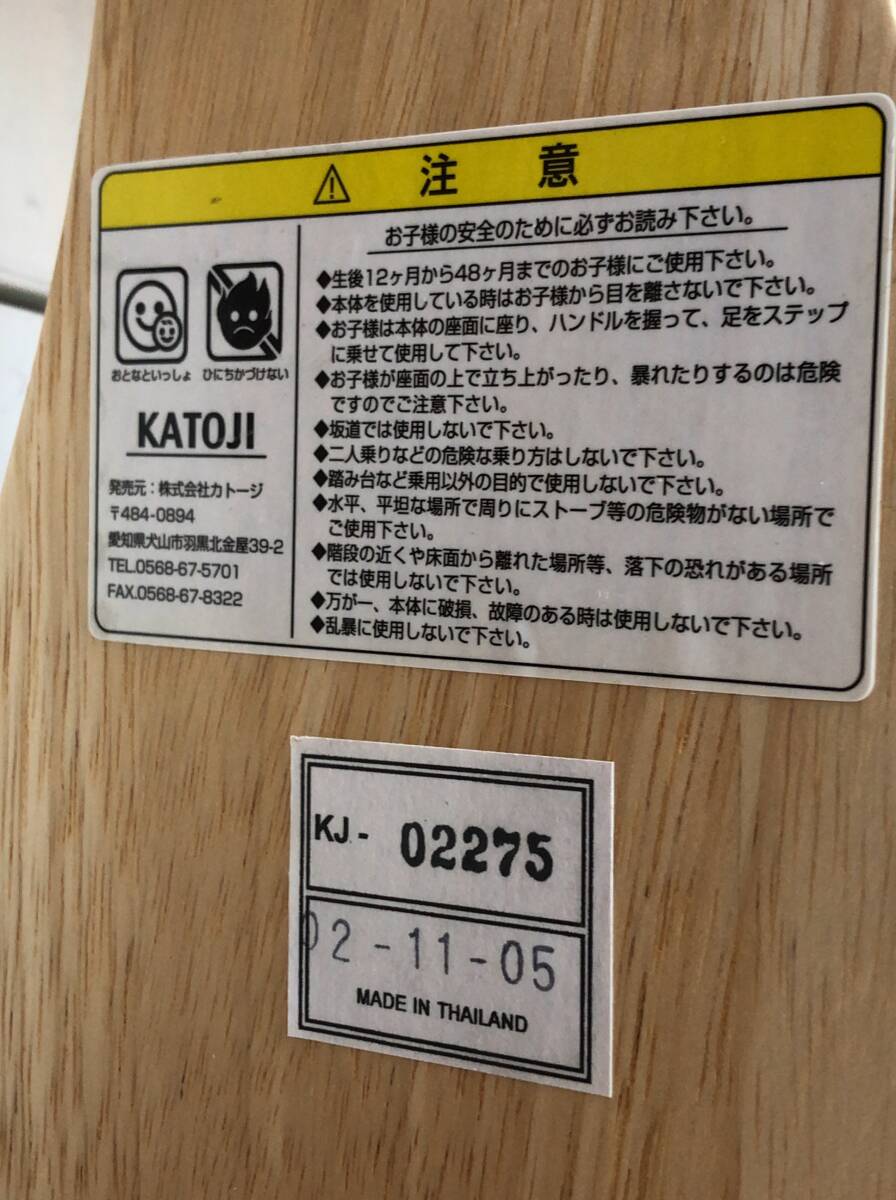 注 意
おとなといっしょ ひにちかづけない
KATOJI
発売元：株式会社カトージ
〒484-0894
愛知県犬山市羽黒北金屋39-2
TEL.0568-67-5701
FAX.0568-67-8322
お子様の安全のために必ずお読み下さい。
◆生後12ヶ月から48ヶ月までのお子様にご使用下さい。
◆本体を使用している時はお子様から目を離さないで下さい。
◆お子様は本体の座面に座り、ハンドルを握って、足をステップ
に乗せて使用して下さい。
◆お子様が座面の上で立ち上がったり、暴れたりするのは危険
ですのでご注意下さい。
◆坂道では使用しないで下さい。
◆二人乗りなどの危険な乗り方はしないで下さい。
◆踏み台など乗用以外の目的で使用しないで下さい。
◆水平、平坦な場所で周りにストーブ等の危険物がない場所で
ご使用下さい。
◆階段の近くや床面から離れた場所等、落下の恐れがある場所
では使用しないで下さい。
◆万が一、本体に破損、故障のある時は使用しないで下さい。
◆乱暴に使用しないで下さい。
KJ- 02275
02-11-05
MADE IN THAILAND